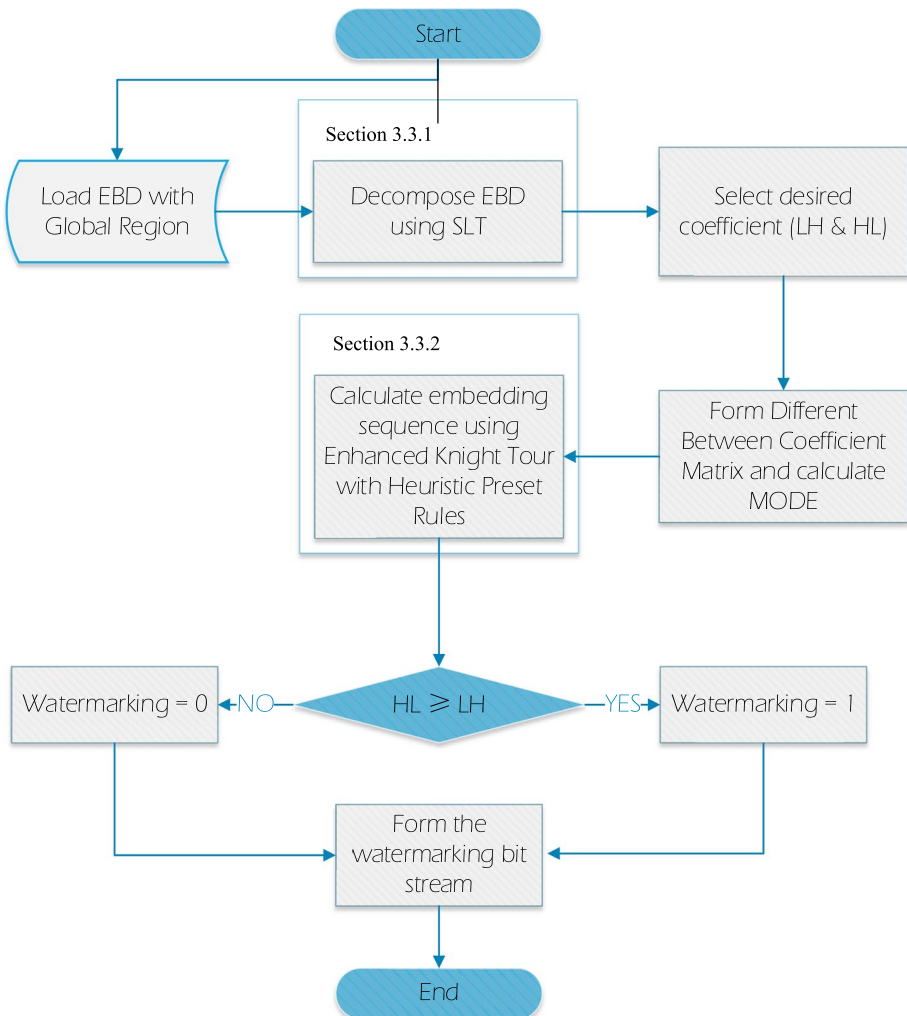 Start
Section 3.3.1
Load EBD with
Global Region
Decompose EBD
using SLT
Select desired
coefficient (LH & HL)
Section 3.3.2
Calculate embedding
sequence using
Enhanced Knight Tour
with Heuristic Preset
Rules
Form Different
Between Coefficient
Matrix and calculate
MODE
Watermarking = 0
NO
HL ⩾ LH
YES
Watermarking = 1
Form the
watermarking bit
stream
End